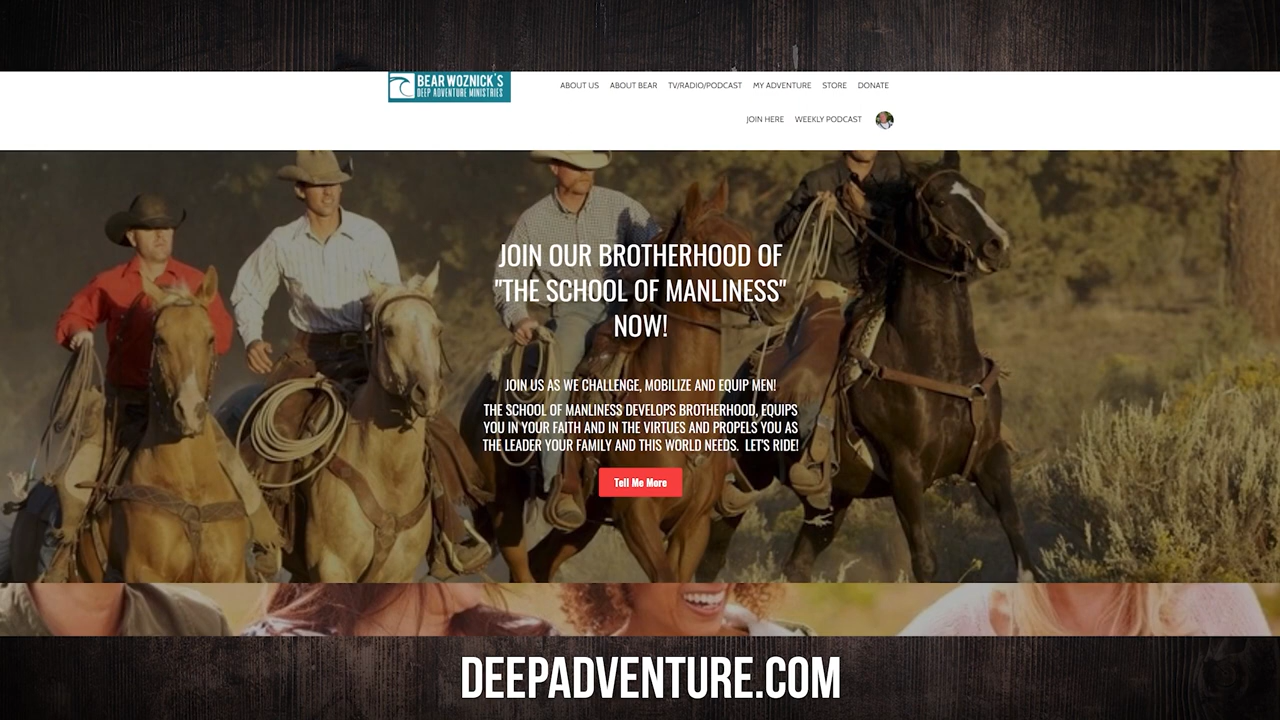 BEAR WOZNICK'S
DEEP ADVENTURE MINISTRIES
ABOUT US ABOUT BEAR TV/RADIO/PODCAST MY ADVENTURE STORE DONATE
JOIN HERE WEEKLY PODCAST
JOIN OUR BROTHERHOOD OF
"THE SCHOOL OF MANLINESS"
NOW!
JOIN US AS WE CHALLENGE, MOBILIZE AND EQUIP MEN!
THE SCHOOL OF MANLINESS DEVELOPS BROTHERHOOD, EQUIPS
YOU IN YOUR FAITH AND IN THE VIRTUES AND PROPELS YOU AS
THE LEADER YOUR FAMILY AND THIS WORLD NEEDS. LET'S RIDE!
Tell Me More
DEEPADVENTURE.COM